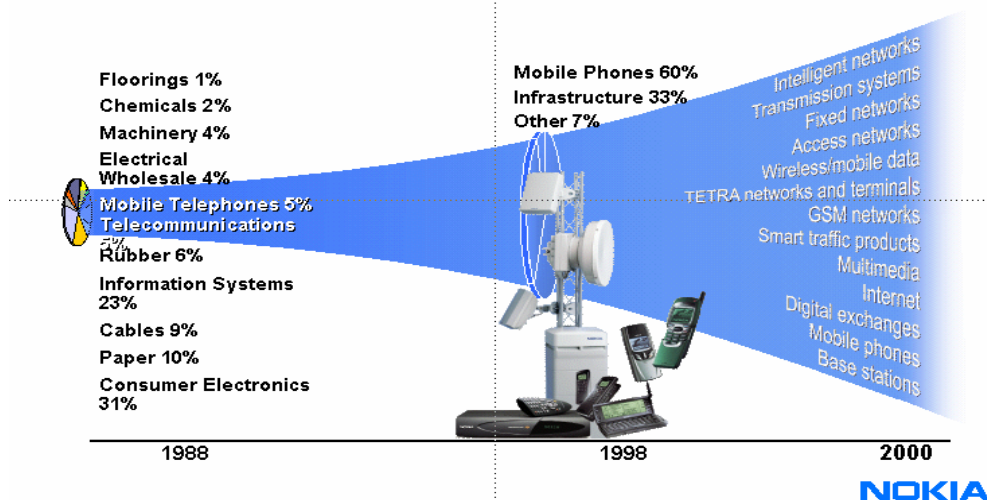 Floorings 1%
Chemicals 2%
Machinery 4%
Electrical
Wholesale 4%
Mobile Telephones 5%
Telecommunications
5%
Rubber 6%
Information Systems
23%
Cables 9%
Paper 10%
Consumer Electronics
31%
Mobile Phones 60%
Infrastructure 33%
Other 7%
Intelligent networks
Transmission systems
Fixed networks
Access networks
Wireless/mobile data
TETRA networks and terminals
GSM networks
Smart traffic products
Multimedia
Internet
Digital exchanges
Mobile phones
Base stations
1988
1998
2000
NOKIA